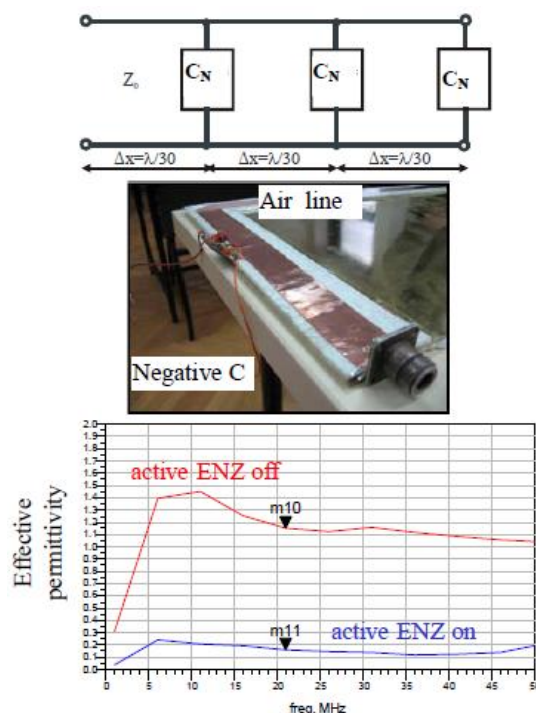 C_N C_N C_N
Z₀
Δx=λ/30 Δx=λ/30 Δx=λ/30
Air line
Negative C
Effective permittivity
2.0
1.9
1.8
1.7
1.6
1.5
1.4
1.3
1.2
1.1
1.0
0.9
0.8
0.7
0.6
0.5
0.4
0.3
0.2
0.1
0.0
active ENZ off
m10
m11
active ENZ on
0 5 10 15 20 25 30 35 40 45 50
freq, MHz